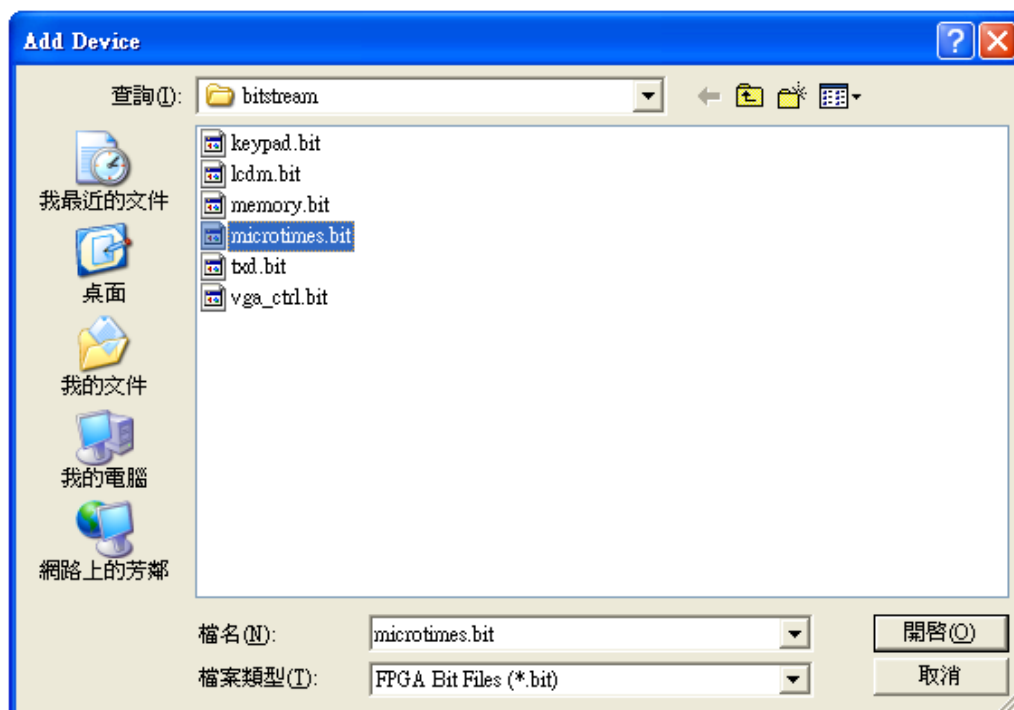 Add Device
查詢(I):
bitstream
keypad.bit
lcdm.bit
memory.bit
microtimes.bit
txd.bit
vga_ctrl.bit
我最近的文件
桌面
我的文件
我的電腦
網路上的芳鄰
檔名(N):
microtimes.bit
開啓(O)
檔案類型(T):
FPGA Bit Files (*.bit)
取消